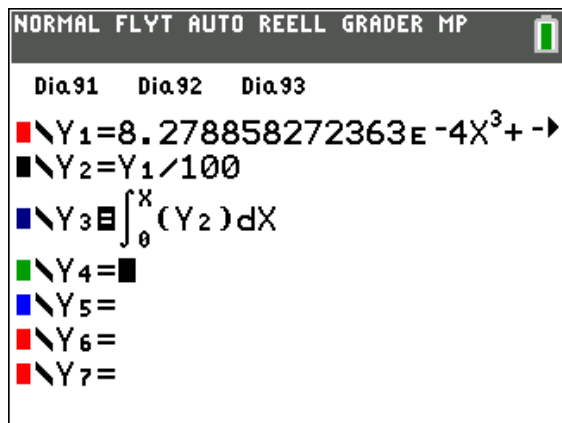 NORMAL FLYT AUTO REELL GRADER MP
Dia91 Dia92 Dia93
\Y1=8.278858272363E-4X³+ -
\Y2=Y1/100
\Y3=∫₀ˣ(Y2)dX
\Y4=
\Y5=
\Y6=
\Y7=